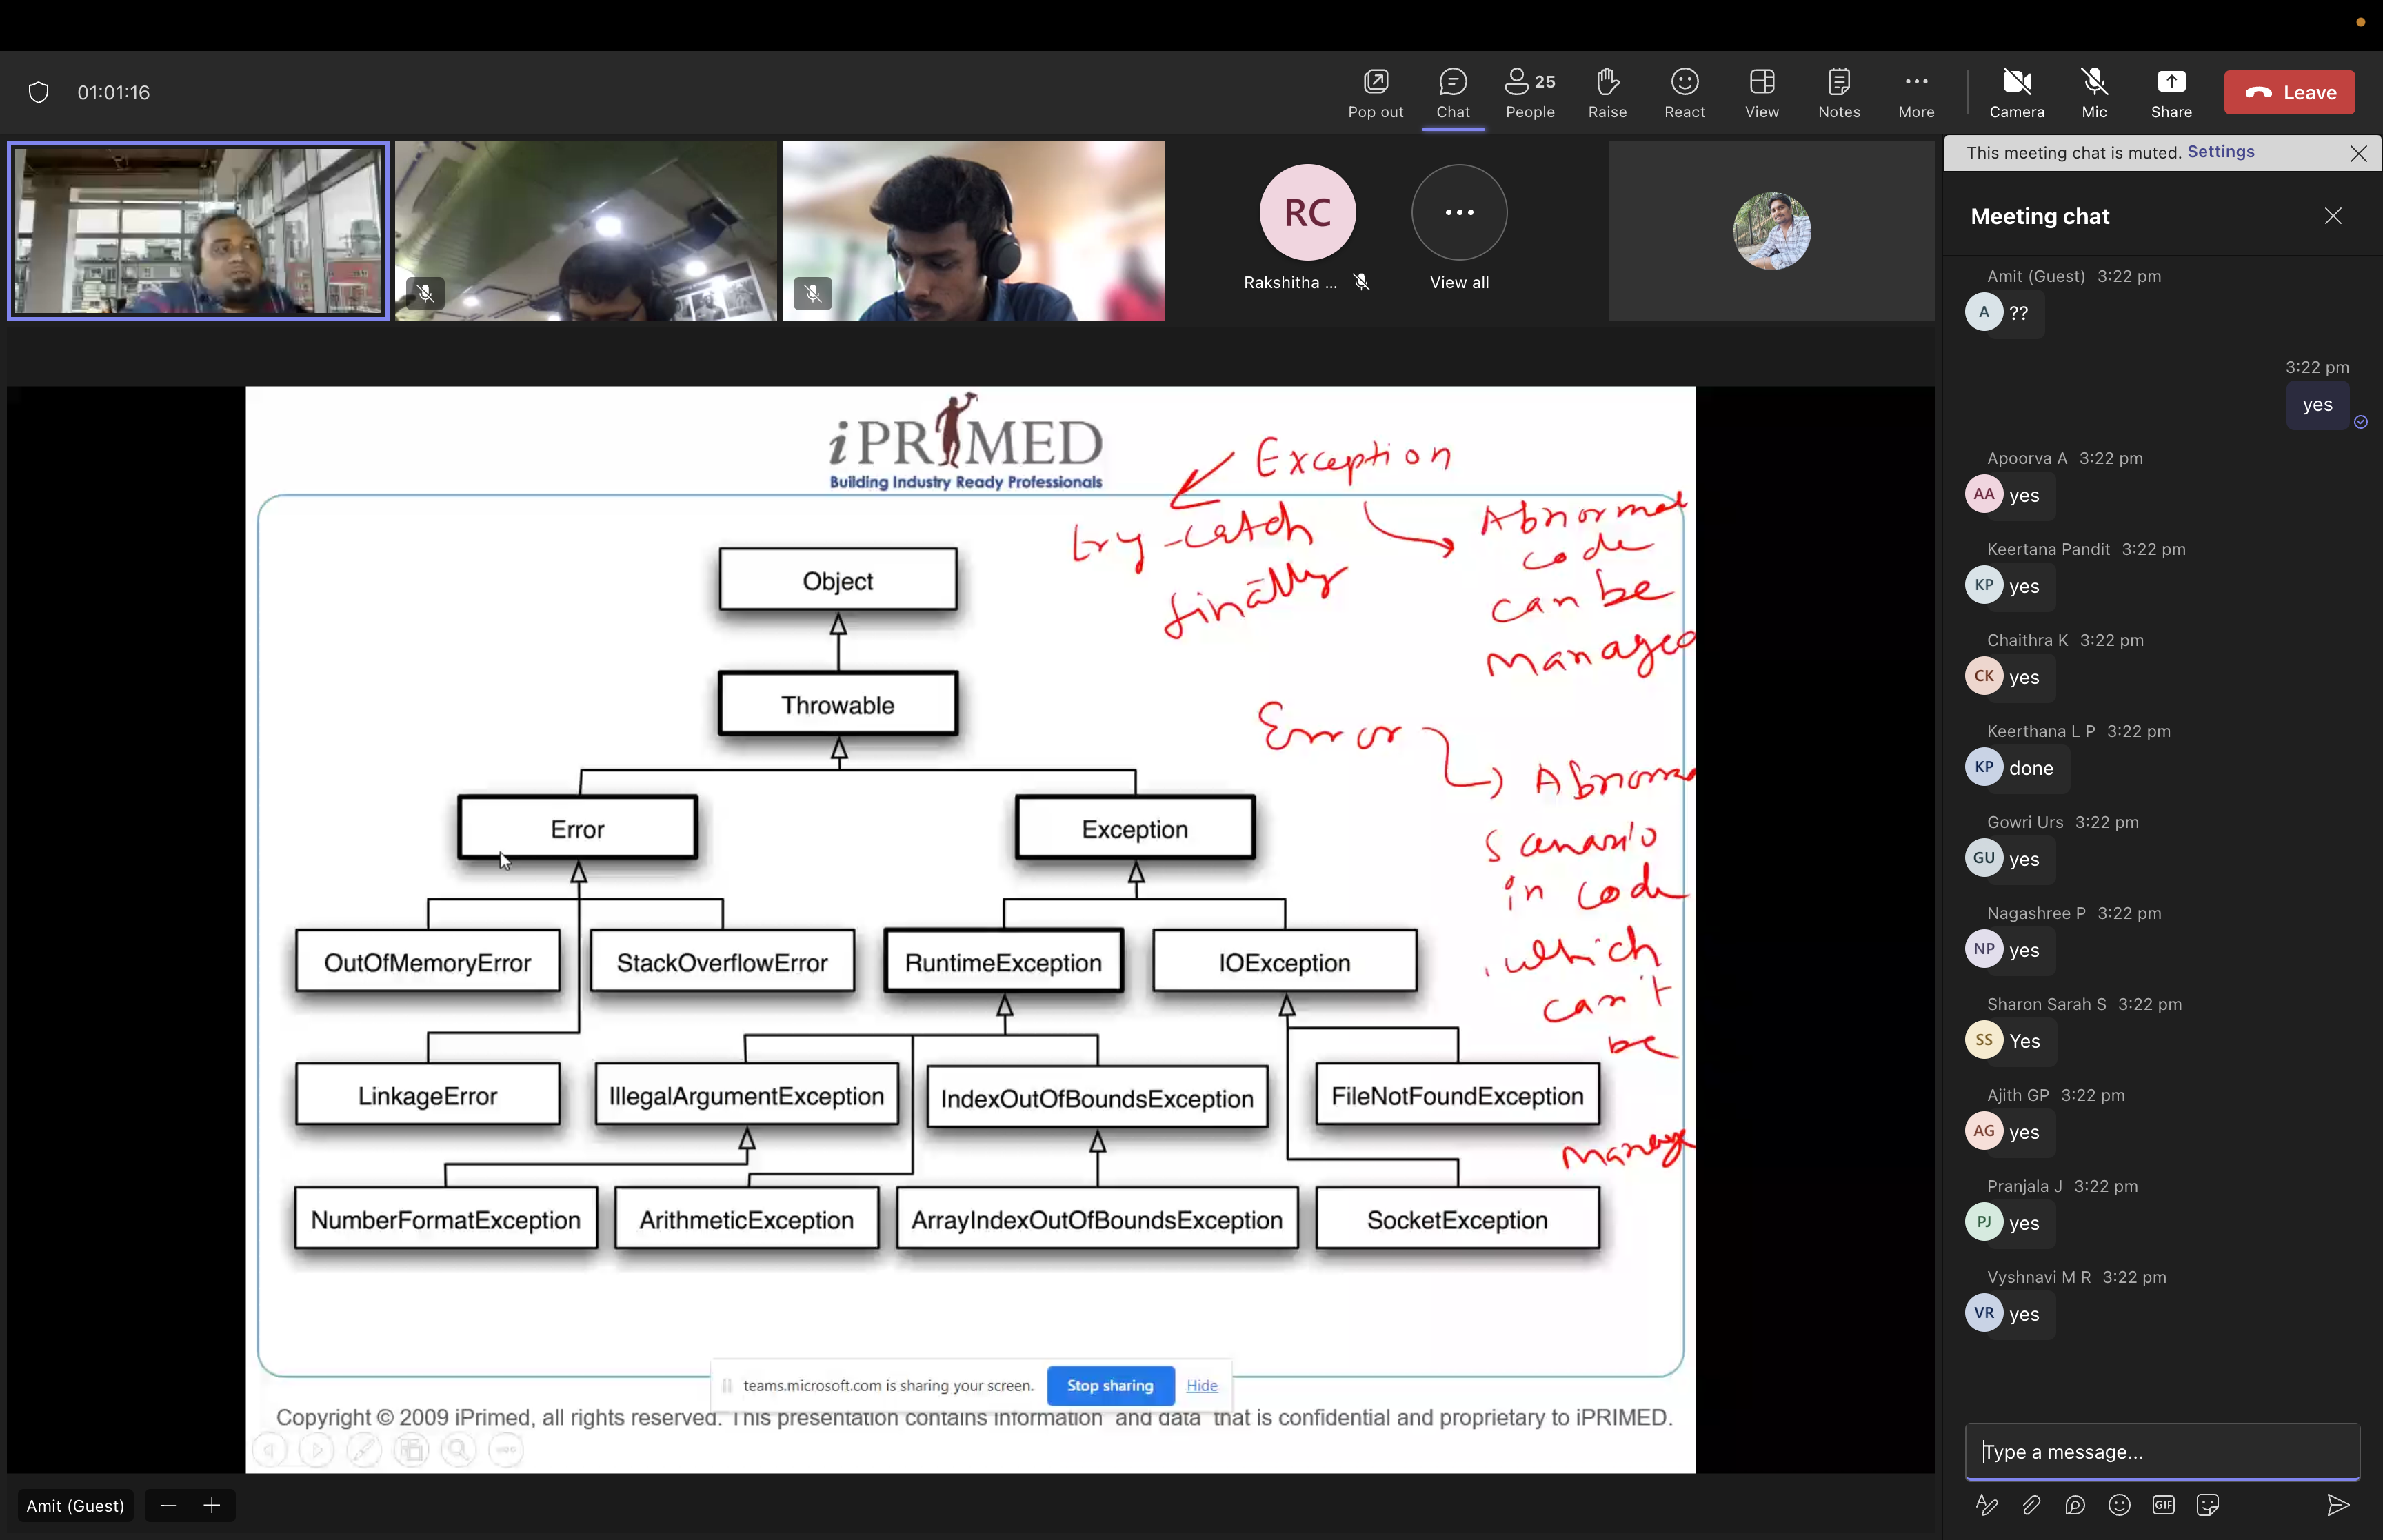 01:01:16
Pop out
Chat
25
People
Raise
React
View
Notes
More
Camera
Mic
Share
Leave
RC
Rakshitha ...
View all
iPRIMED
Building Industry Ready Professionals
Exception
try-catch
finally
Abnormal
code
can be
managed
Error
Abnorma
Scenario
in code
which
can't
be
manage
Object
Throwable
Error
Exception
OutOfMemoryError
StackOverflowError
RuntimeException
IOException
LinkageError
IllegalArgumentException
IndexOutOfBoundsException
FileNotFoundException
NumberFormatException
ArithmeticException
ArrayIndexOutOfBoundsException
SocketException
teams.microsoft.com is sharing your screen.
Stop sharing
Hide
Copyright © 2009 iPrimed, all rights reserved. This presentation contains information and data that is confidential and proprietary to iPRIMED.
Amit (Guest)
This meeting chat is muted. Settings
Meeting chat
Amit (Guest) 3:22 pm
A ??
3:22 pm
yes
Apoorva A 3:22 pm
AA yes
Keertana Pandit 3:22 pm
KP yes
Chaithra K 3:22 pm
CK yes
Keerthana L P 3:22 pm
KP done
Gowri Urs 3:22 pm
GU yes
Nagashree P 3:22 pm
NP yes
Sharon Sarah S 3:22 pm
SS Yes
Ajith GP 3:22 pm
AG yes
Pranjala J 3:22 pm
PJ yes
Vyshnavi M R 3:22 pm
VR yes
Type a message...
GIF